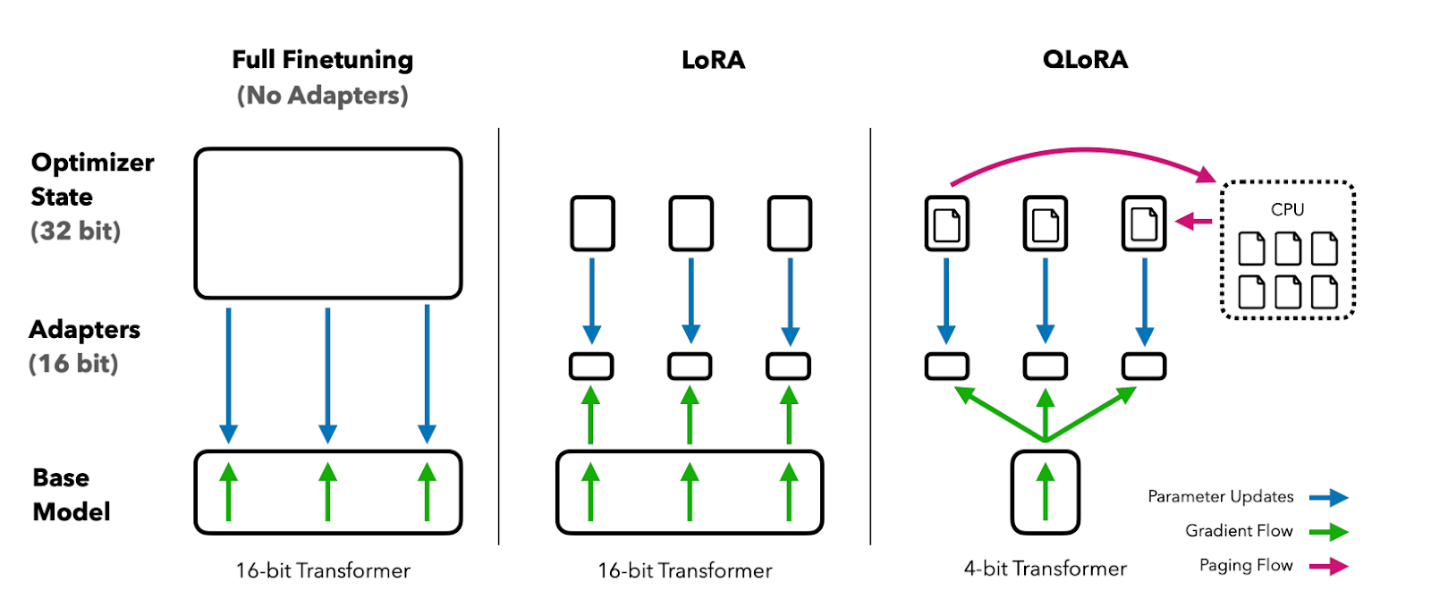 Full Finetuning
(No Adapters)
LoRA
QLoRA
Optimizer
State
(32 bit)
CPU
Adapters
(16 bit)
Base
Model
Parameter Updates
Gradient Flow
Paging Flow
16-bit Transformer
16-bit Transformer
4-bit Transformer